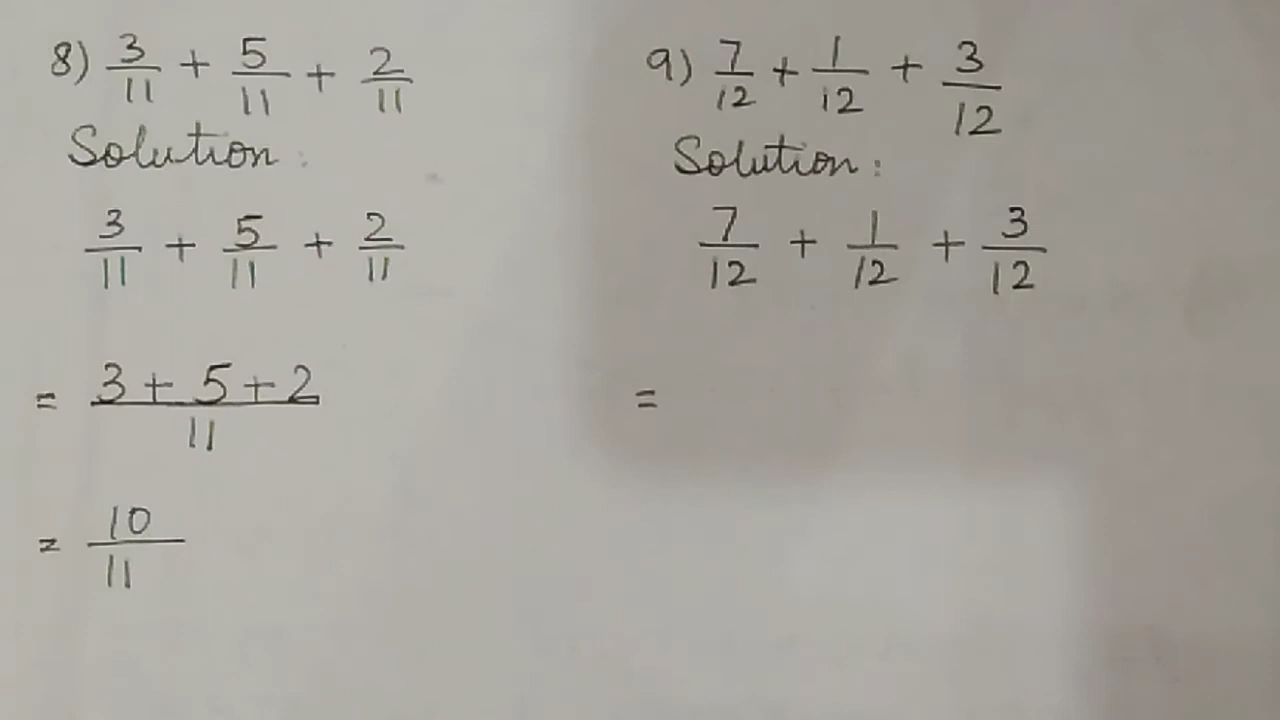 8) 3/11 + 5/11 + 2/11
Solution:
3/11 + 5/11 + 2/11
= 3+5+2/11
= 10/11
9) 7/12 + 1/12 + 3/12
Solution:
7/12 + 1/12 + 3/12
=